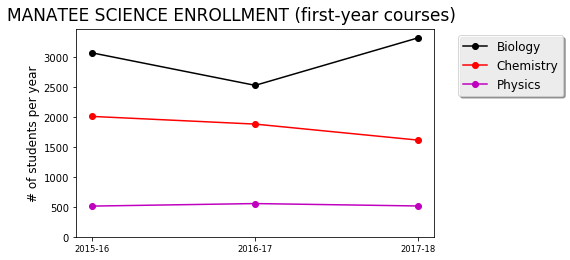 MANATEE SCIENCE ENROLLMENT (first-year courses)
# of students per year
3000
2500
2000
1500
1000
500
0
2015-16
2016-17
2017-18
Biology
Chemistry
Physics